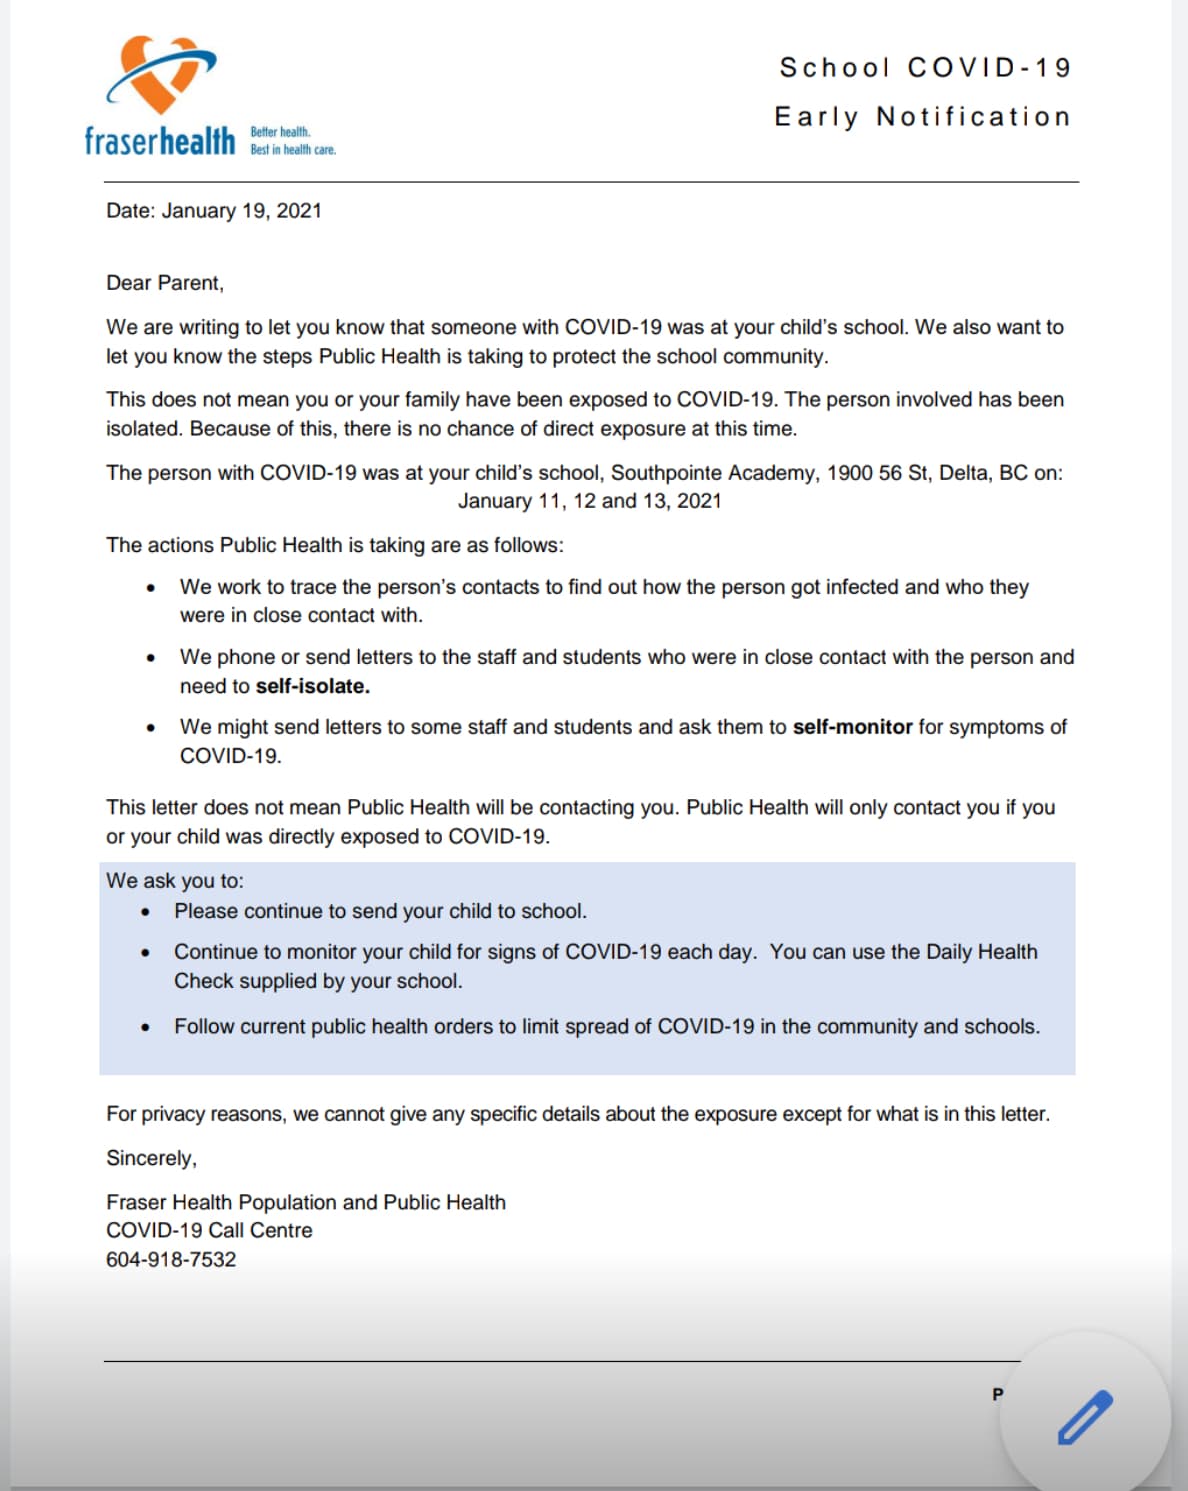 fraserhealth
Better health.
Best in health care.
School COVID-19
Early Notification
Date: January 19, 2021
Dear Parent,
We are writing to let you know that someone with COVID-19 was at your child's school. We also want to
let you know the steps Public Health is taking to protect the school community.
This does not mean you or your family have been exposed to COVID-19. The person involved has been
isolated. Because of this, there is no chance of direct exposure at this time.
The person with COVID-19 was at your child's school, Southpointe Academy, 1900 56 St, Delta, BC on:
January 11, 12 and 13, 2021
The actions Public Health is taking are as follows:
• We work to trace the person's contacts to find out how the person got infected and who they
were in close contact with.
• We phone or send letters to the staff and students who were in close contact with the person and
need to self-isolate.
• We might send letters to some staff and students and ask them to self-monitor for symptoms of
COVID-19.
This letter does not mean Public Health will be contacting you. Public Health will only contact you if you
or your child was directly exposed to COVID-19.
We ask you to:
• Please continue to send your child to school.
• Continue to monitor your child for signs of COVID-19 each day. You can use the Daily Health
Check supplied by your school.
• Follow current public health orders to limit spread of COVID-19 in the community and schools.
For privacy reasons, we cannot give any specific details about the exposure except for what is in this letter.
Sincerely,
Fraser Health Population and Public Health
COVID-19 Call Centre
604-918-7532
P